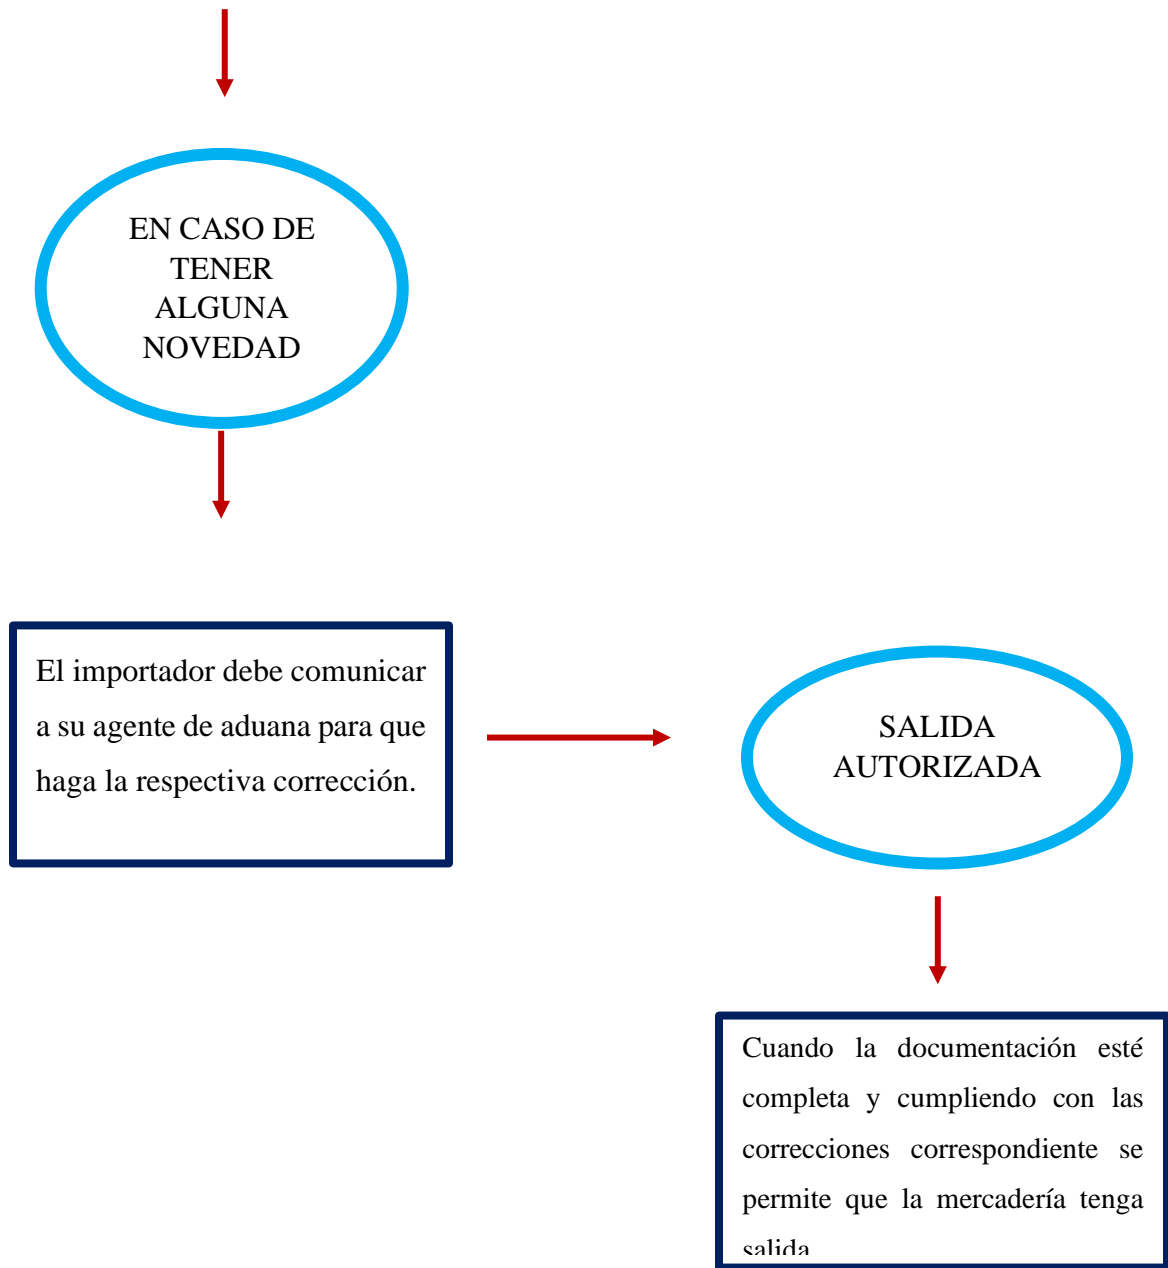 EN CASO DE
TENER
ALGUNA
NOVEDAD
El importador debe comunicar
a su agente de aduana para que
haga la respectiva corrección.
SALIDA
AUTORIZADA
Cuando la documentación esté
completa y cumpliendo con las
correcciones correspondiente se
permite que la mercadería tenga
salida